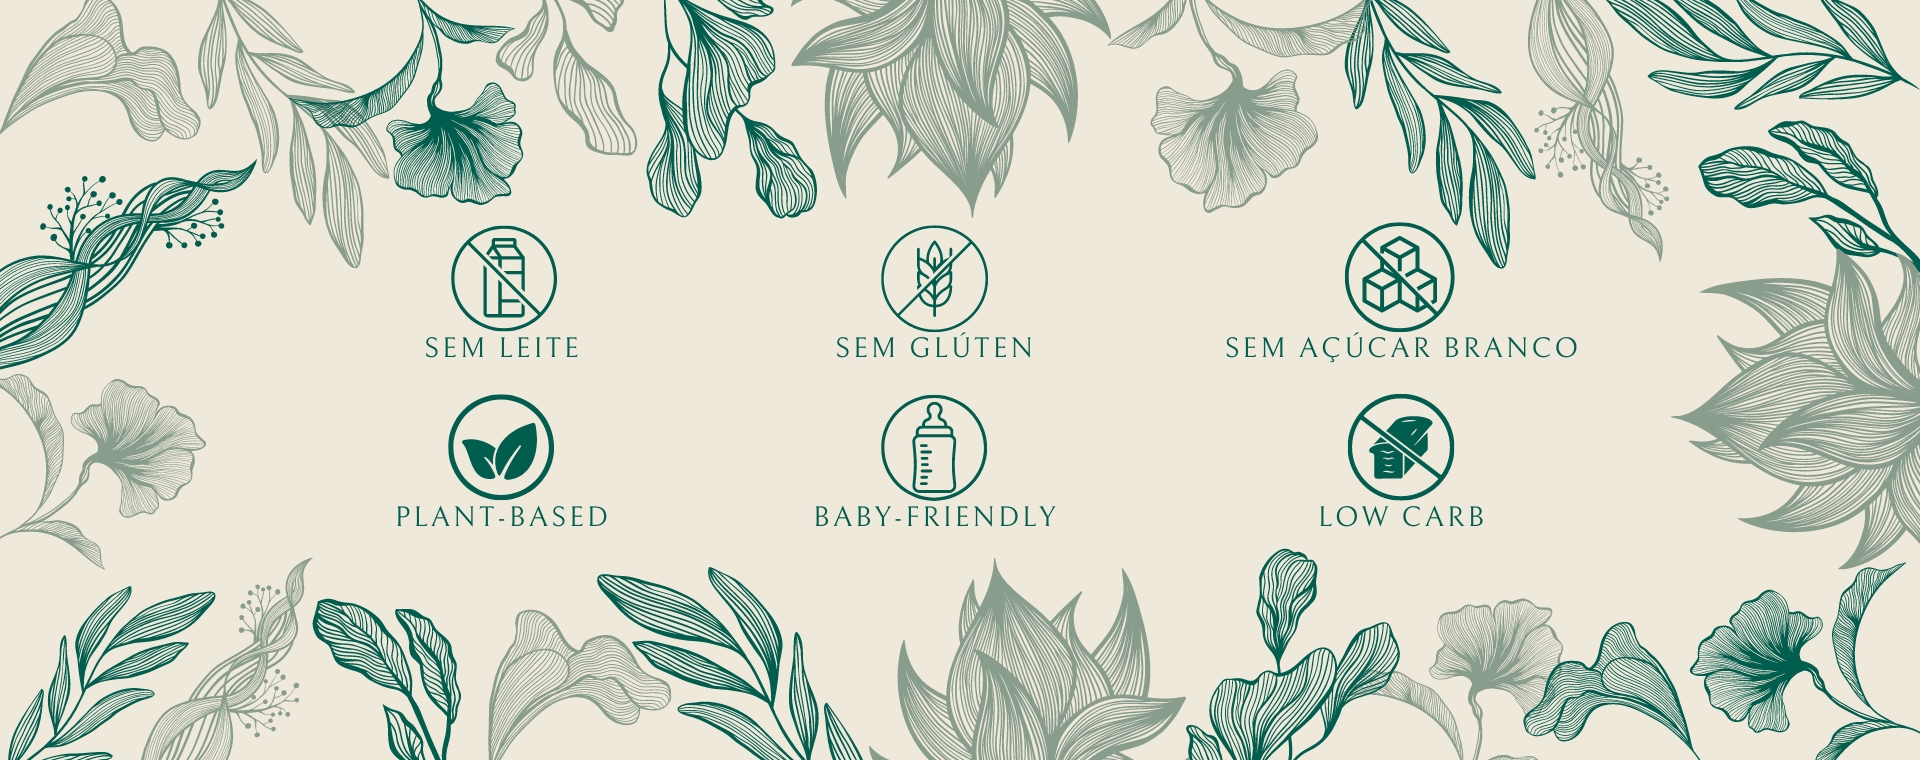 SEM LEITE
SEM GLÚTEN
SEM AÇÚCAR BRANCO
PLANT-BASED
BABY-FRIENDLY
LOW CARB